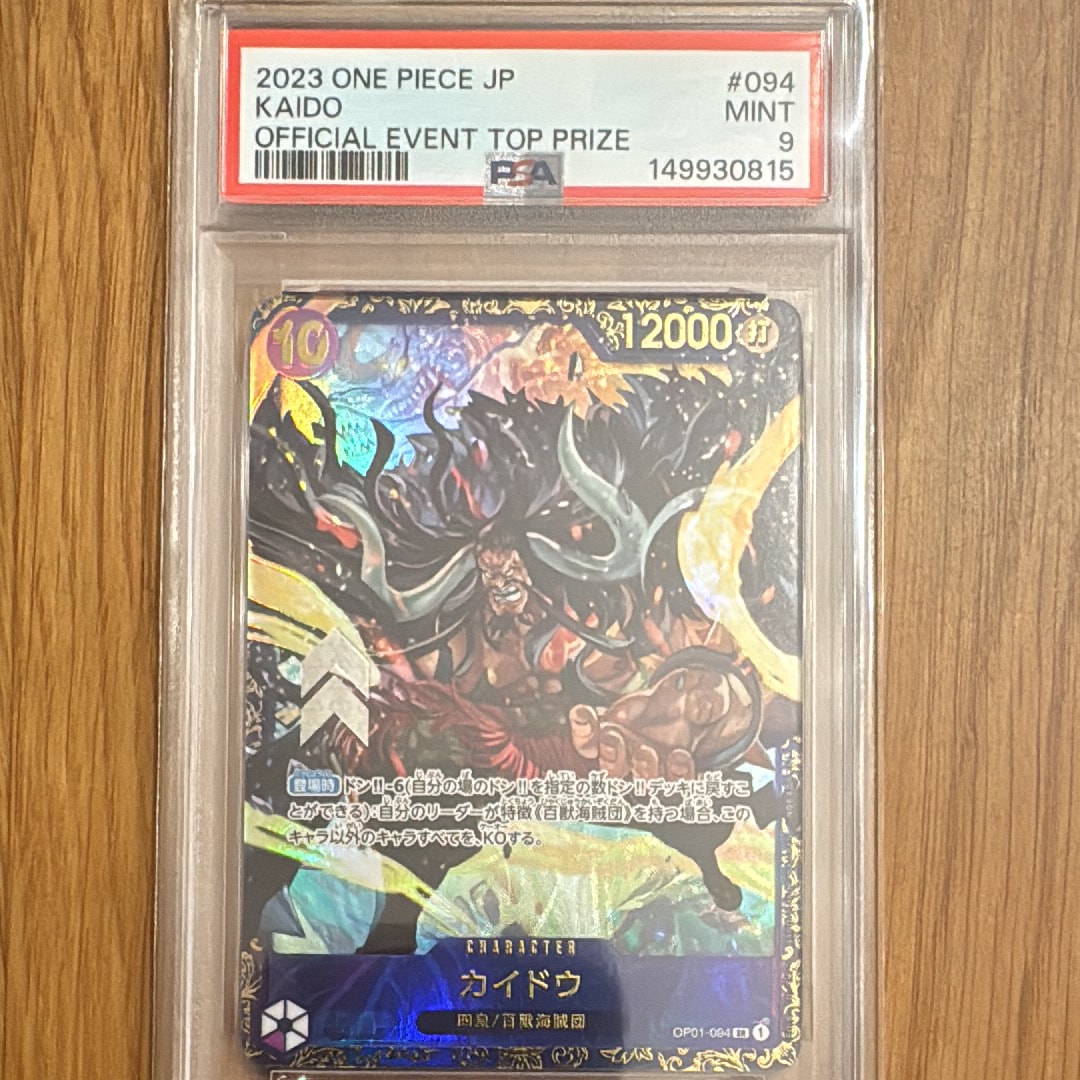 2023 ONE PIECE JP #094
KAIDO MINT
OFFICIAL EVENT TOP PRIZE 9
PSA 149930815
10 12000 打
登場時 ドン!!-6(自分の場のドン!!を指定の数ドン!!デッキに戻すこ
とができる):自分のリーダーが特徴《百獣海賊団》を持つ場合、この
キャラ以外のキャラすべてを、KOする。
CHARACTER
カイドウ
四皇/百獣海賊団
OP01-094 SR 1